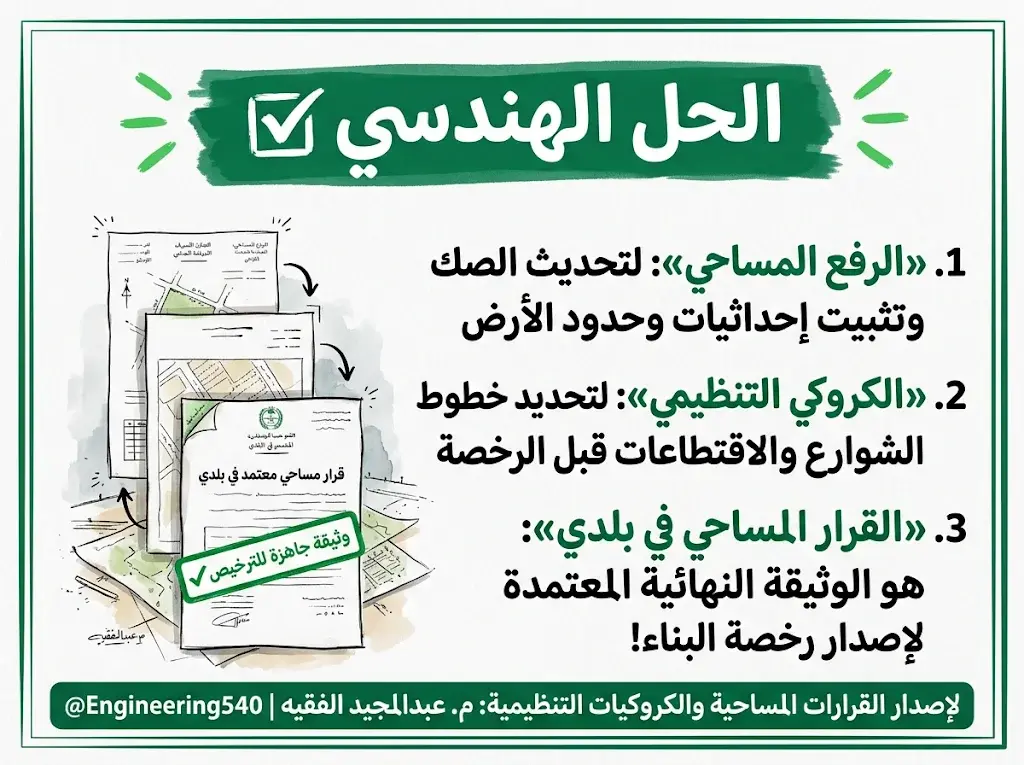 الحل الهندسي
1. «الرفع المساحي»: لتحديث الصك
وتثبيت إحداثيات وحدود الأرض
2. «الكروكي التنظيمي»: لتحديد خطوط
الشوارع والاقتطاعات قبل الرخصة
3. «القرار المساحي في بلدي»:
هو الوثيقة النهائية المعتمدة
لإصدار رخصة البناء!
قرار مساحي معتمد في بلدي
وثيقة جاهزة للترخيص ✓
م.عبدالفقيه
لإصدار القرارات المساحية والكروكيات التنظيمية: م. عبدالمجيد الفقيه | @Engineering540